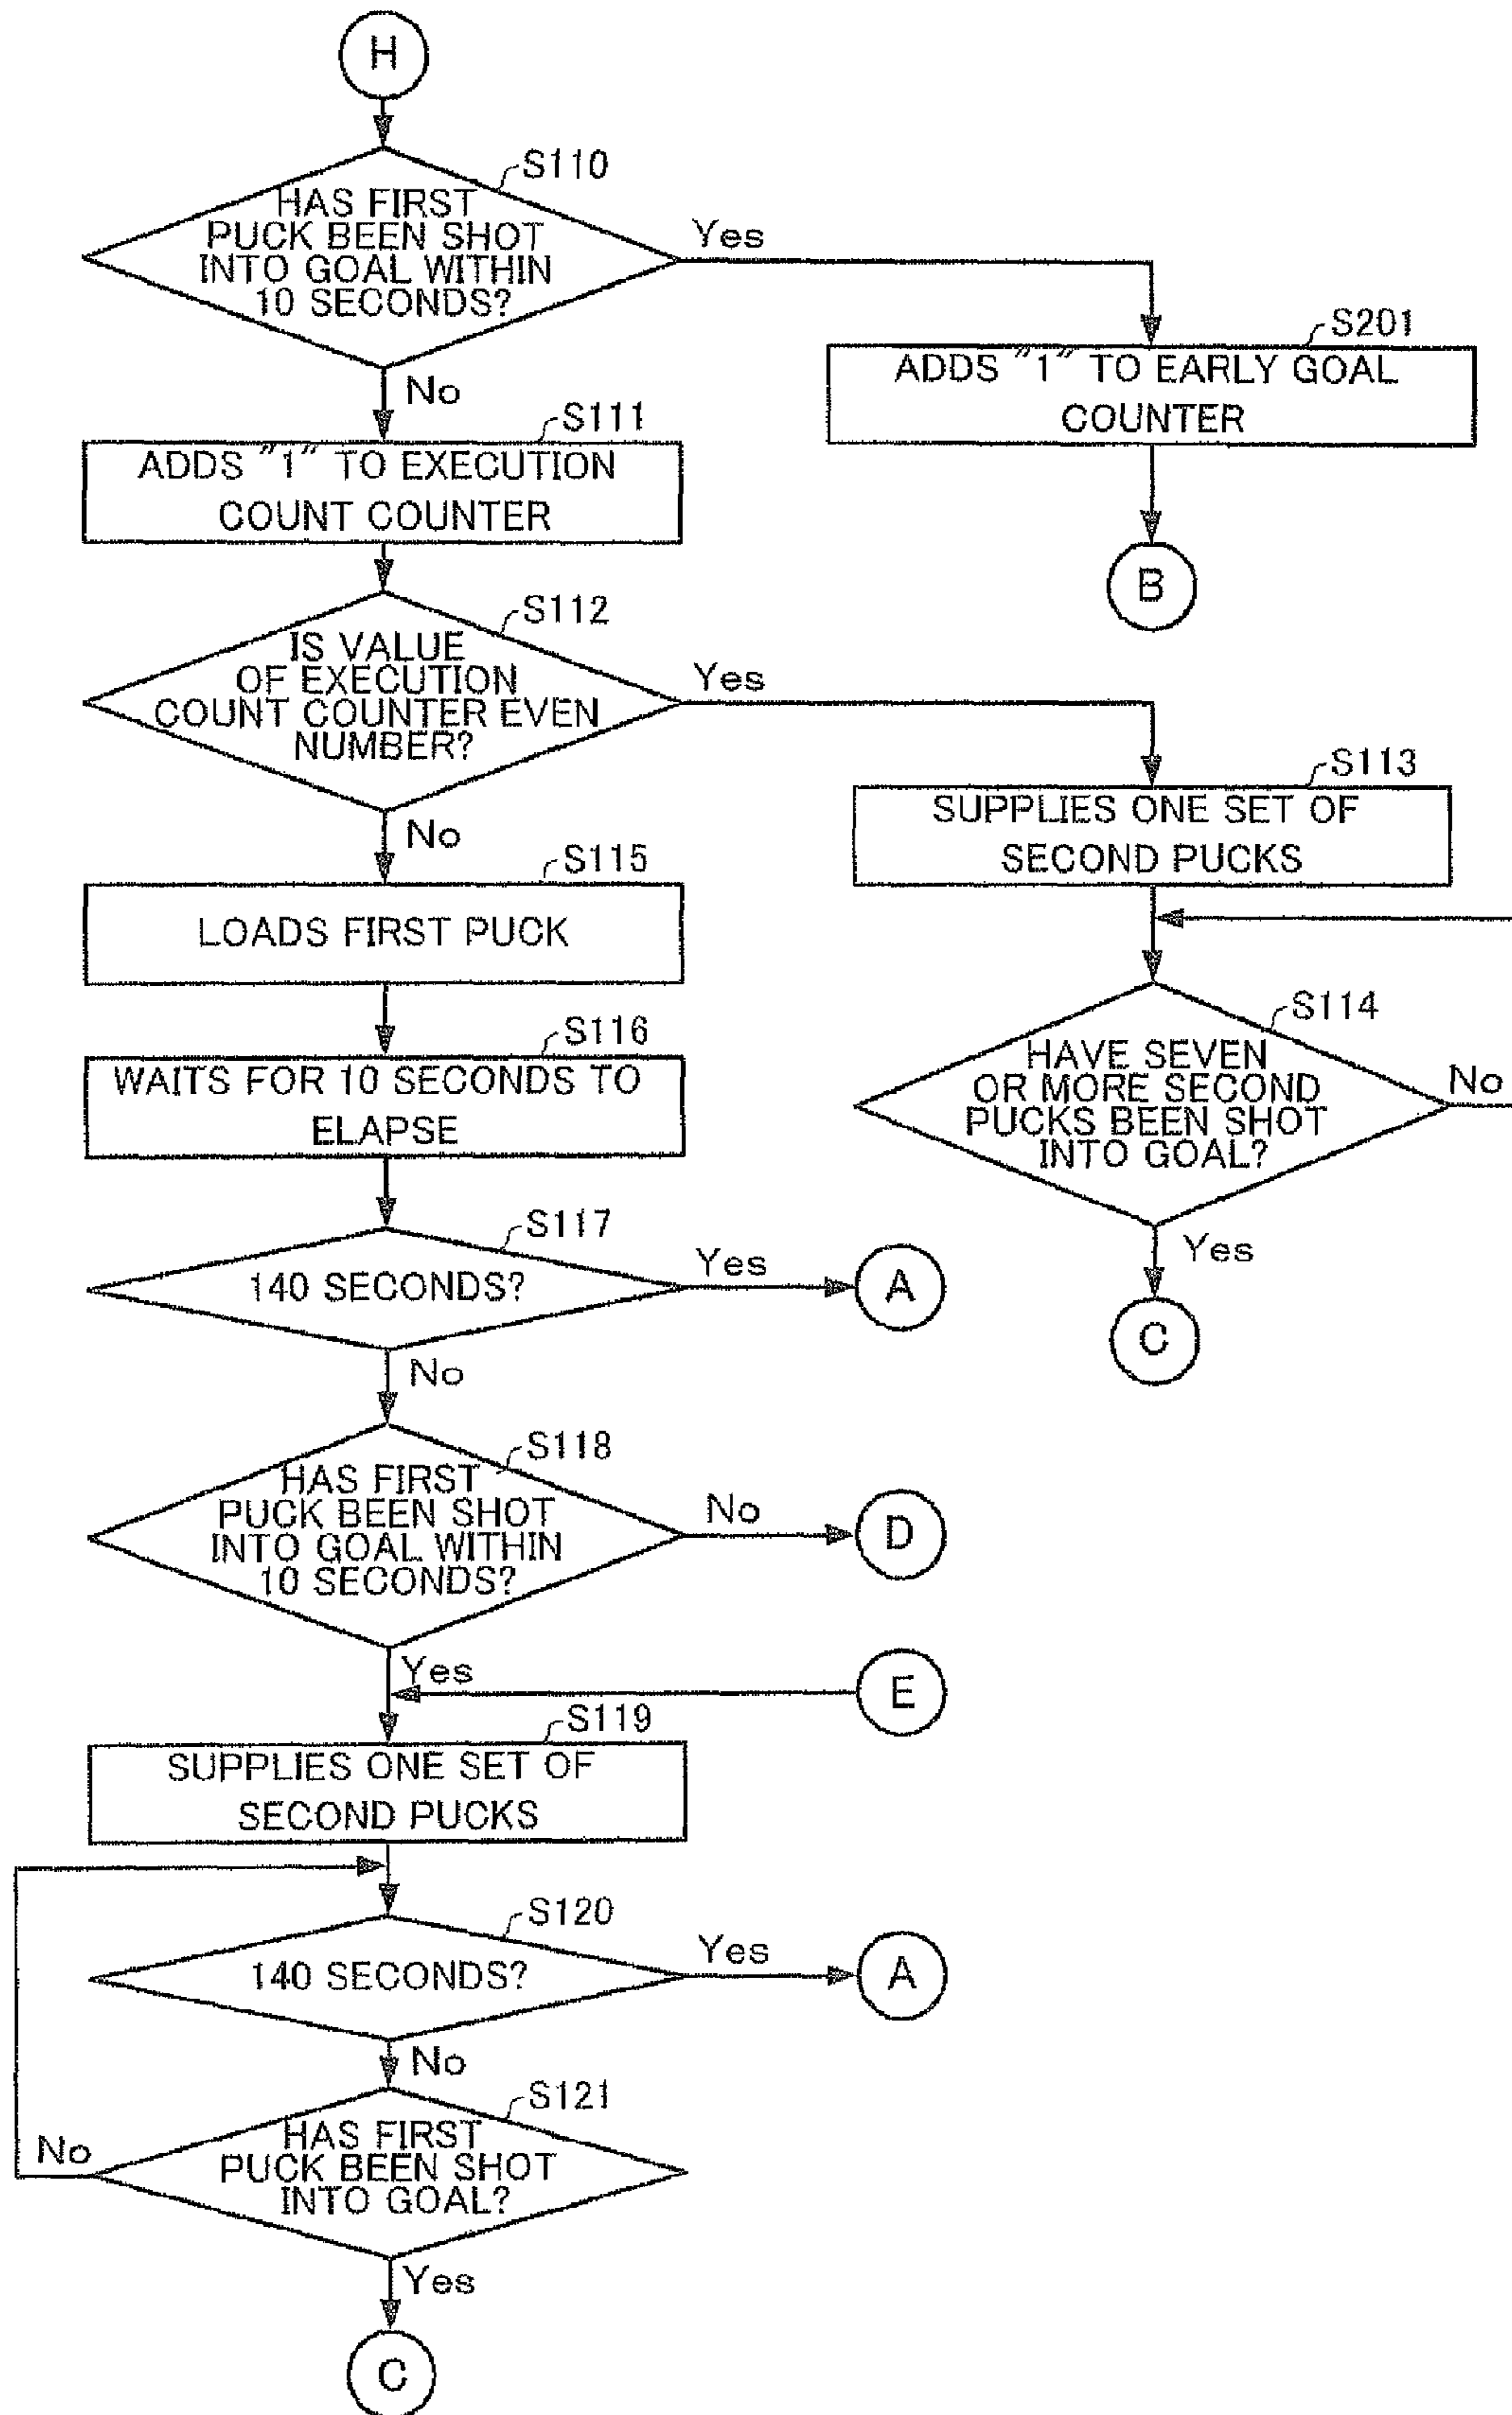 H
S110
HAS FIRST
PUCK BEEN SHOT
INTO GOAL WITHIN
10 SECONDS?
Yes
No
S201
ADDS "1" TO EARLY GOAL
COUNTER
B
S111
ADDS "1" TO EXECUTION
COUNT COUNTER
S112
IS VALUE
OF EXECUTION
COUNT COUNTER EVEN
NUMBER?
Yes
No
S113
SUPPLIES ONE SET OF
SECOND PUCKS
S114
HAVE SEVEN
OR MORE SECOND
PUCKS BEEN SHOT
INTO GOAL?
No
Yes
C
S115
LOADS FIRST PUCK
S116
WAITS FOR 10 SECONDS TO
ELAPSE
S117
140 SECONDS?
Yes
A
No
S118
HAS FIRST
PUCK BEEN SHOT
INTO GOAL WITHIN
10 SECONDS?
No
D
Yes
E
S119
SUPPLIES ONE SET OF
SECOND PUCKS
S120
140 SECONDS?
Yes
A
No
S121
HAS FIRST
PUCK BEEN SHOT
INTO GOAL?
No
Yes
C